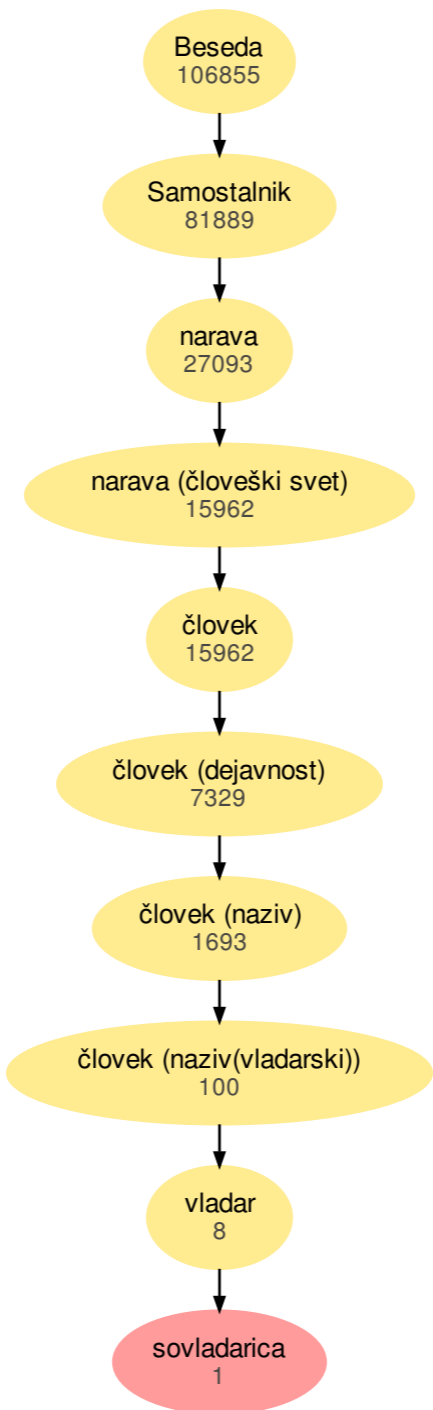 Beseda
106855
Samostalnik
81889
narava
27093
narava (človeški svet)
15962
človek
15962
človek (dejavnost)
7329
človek (naziv)
1693
človek (naziv(vladarski))
100
vladar
8
sovladarica
1